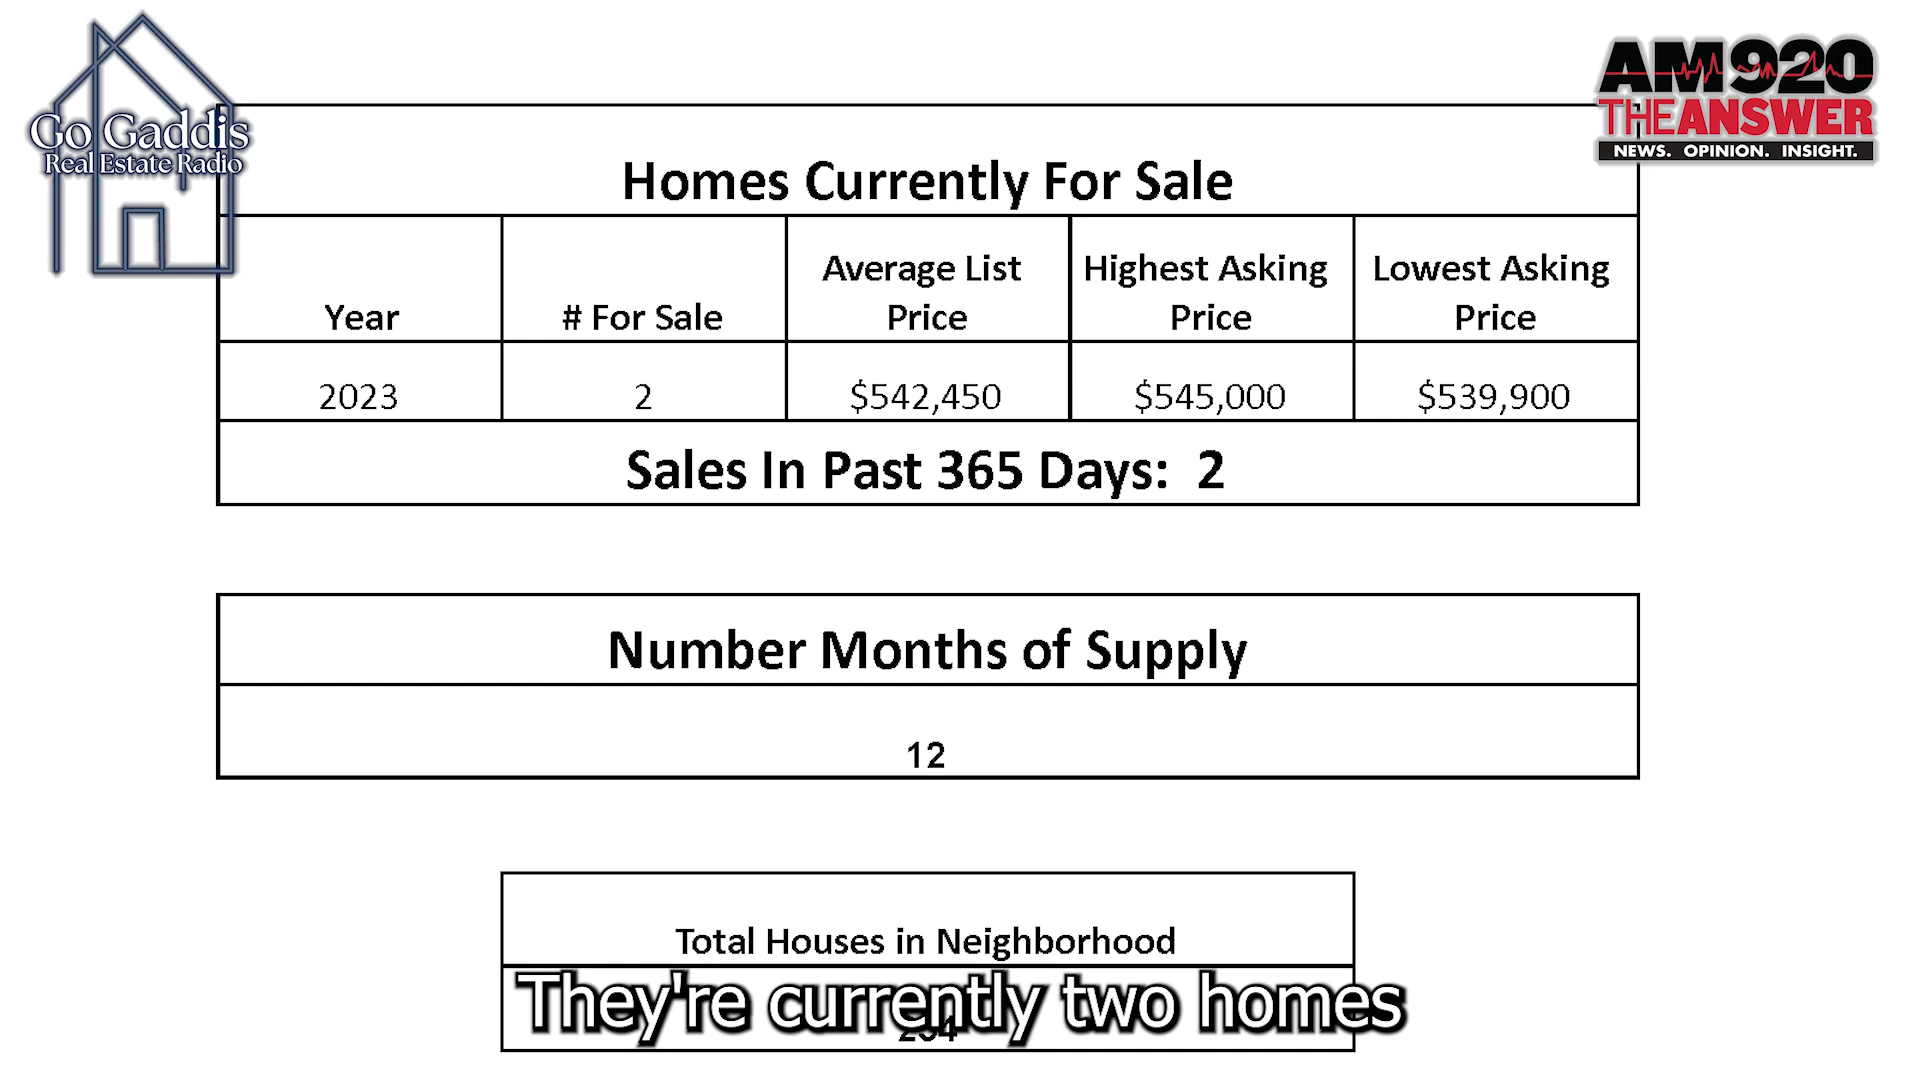 Go Gaddis
Real Estate Radio
AM920
THE ANSWER
NEWS. OPINION. INSIGHT.
Homes Currently For Sale
Year # For Sale Average List Price Highest Asking Price Lowest Asking Price
2023 2 $542,450 $545,000 $539,900
Sales In Past 365 Days: 2
Number Months of Supply
12
Total Houses in Neighborhood
They're currently two homes